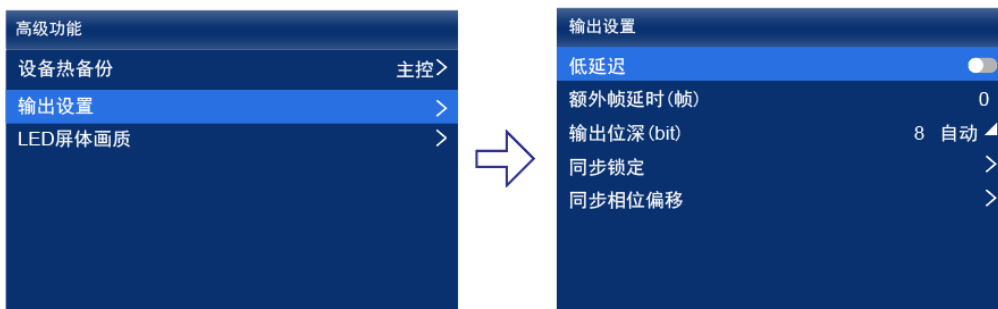 高级功能
设备热备份 主控>
输出设置 >
LED屏体画质 >
输出设置
低延迟
额外帧延时(帧) 0
输出位深(bit) 8 自动
同步锁定 >
同步相位偏移 >